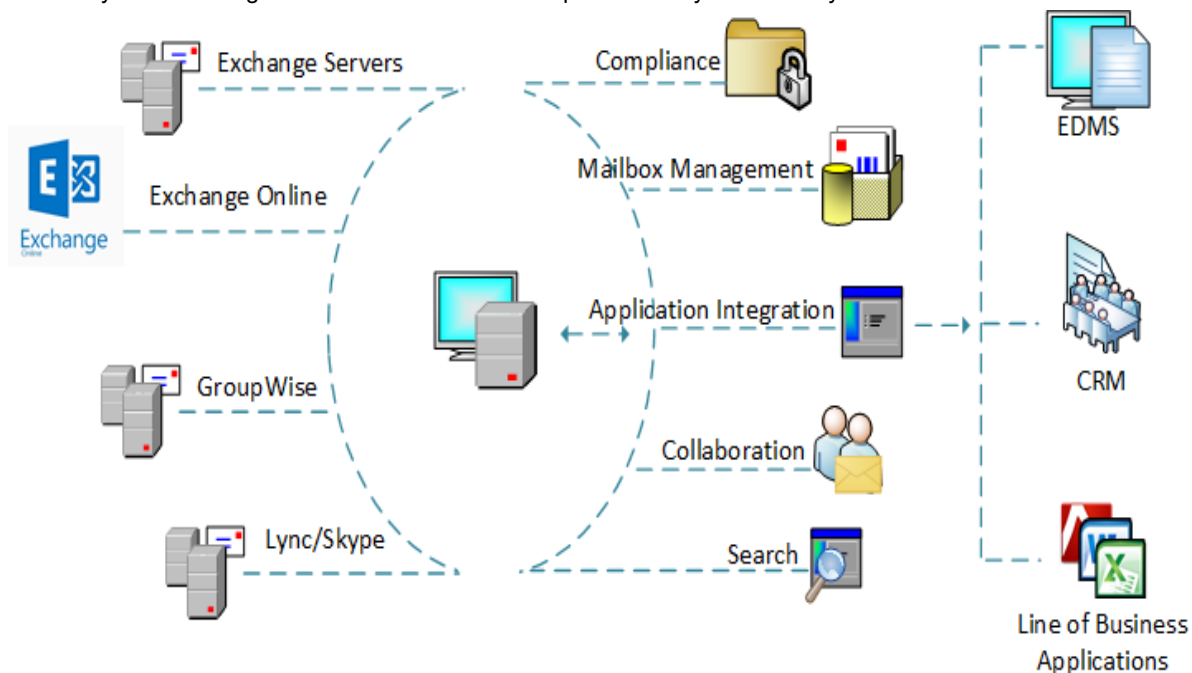 Exchange Servers
Compliance
EDMS
Mailbox Management
E
Exchange Online
Exchange
Online
Application Integration
CRM
GroupWise
Collaboration
Lync/Skype
Search
W
X
Line of Business
Applications